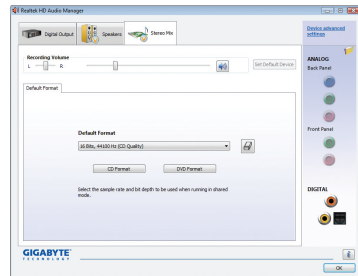 Realtek HD Audio Manager
Digital Output
Speakers
Stereo Mix
Device advanced
settings
Recording Volume
L
R
Set Default Device
ANALOG
Back Panel
Default Format
Default Format
16 Bits, 44100 Hz (CD Quality)
CD Format
DVD Format
Select the sample rate and bit depth to be used when running in shared
mode.
Front Panel
DIGITAL
GIGABYTE
TECHNOLOGY
i
OK